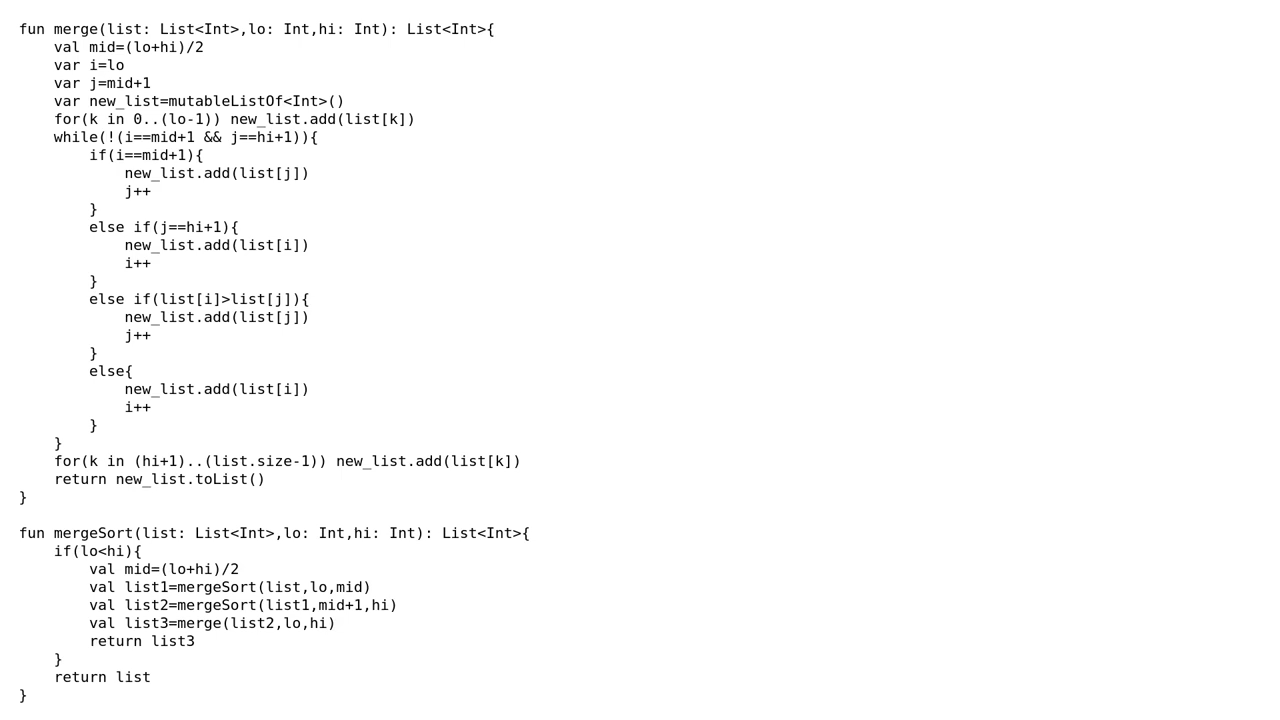 fun merge(list: List<Int>,lo: Int,hi: Int): List<Int>{
    val mid=(lo+hi)/2
    var i=lo
    var j=mid+1
    var new_list=mutableListOf<Int>()
    for(k in 0..(lo-1)) new_list.add(list[k])
    while(!(i==mid+1 && j==hi+1)){
        if(i==mid+1){
            new_list.add(list[j])
            j++
        }
        else if(j==hi+1){
            new_list.add(list[i])
            i++
        }
        else if(list[i]>list[j]){
            new_list.add(list[j])
            j++
        }
        else{
            new_list.add(list[i])
            i++
        }
    }
    for(k in (hi+1)..(list.size-1)) new_list.add(list[k])
    return new_list.toList()
}

fun mergeSort(list: List<Int>,lo: Int,hi: Int): List<Int>{
    if(lo<hi){
        val mid=(lo+hi)/2
        val list1=mergeSort(list,lo,mid)
        val list2=mergeSort(list1,mid+1,hi)
        val list3=merge(list2,lo,hi)
        return list3
    }
    return list
}